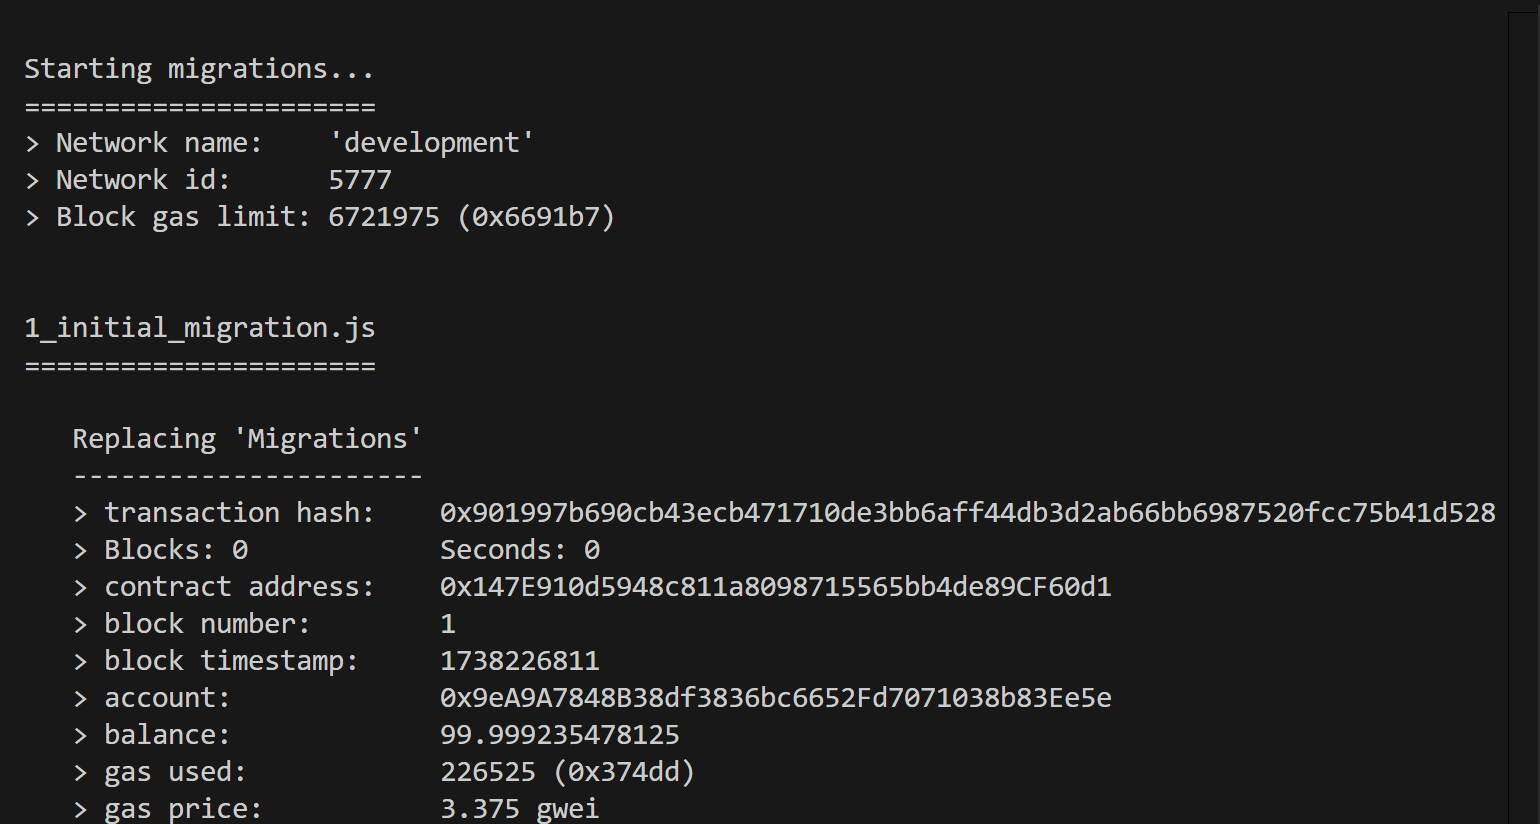 Starting migrations...
======================
> Network name:    'development'
> Network id:      5777
> Block gas limit: 6721975 (0x6691b7)
1_initial_migration.js
======================
Replacing 'Migrations'
----------------------
> transaction hash:    0x901997b690cb43ecb471710de3bb6aff44db3d2ab66bb6987520fcc75b41d528
> Blocks: 0            Seconds: 0
> contract address:    0x147E910d5948c811a8098715565bb4de89CF60d1
> block number:        1
> block timestamp:     1738226811
> account:             0x9eA9A7848B38df3836bc6652Fd7071038b83Ee5e
> balance:             99.999235478125
> gas used:            226525 (0x374dd)
> gas price:           3.375 gwei